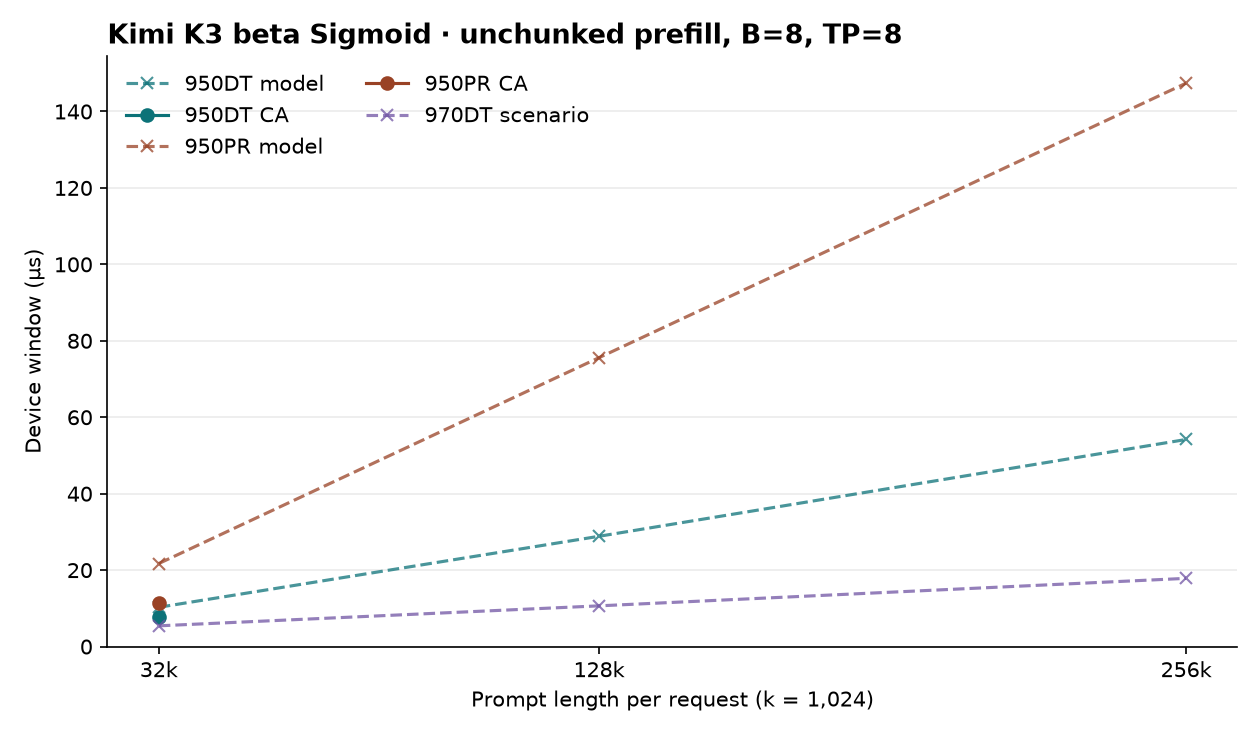 Kimi K3 beta Sigmoid · unchunked prefill, B=8, TP=8
950DT model
950DT CA
950PR model
950PR CA
970DT scenario
Device window (µs)
140
120
100
80
60
40
20
0
32k
128k
256k
Prompt length per request (k = 1,024)